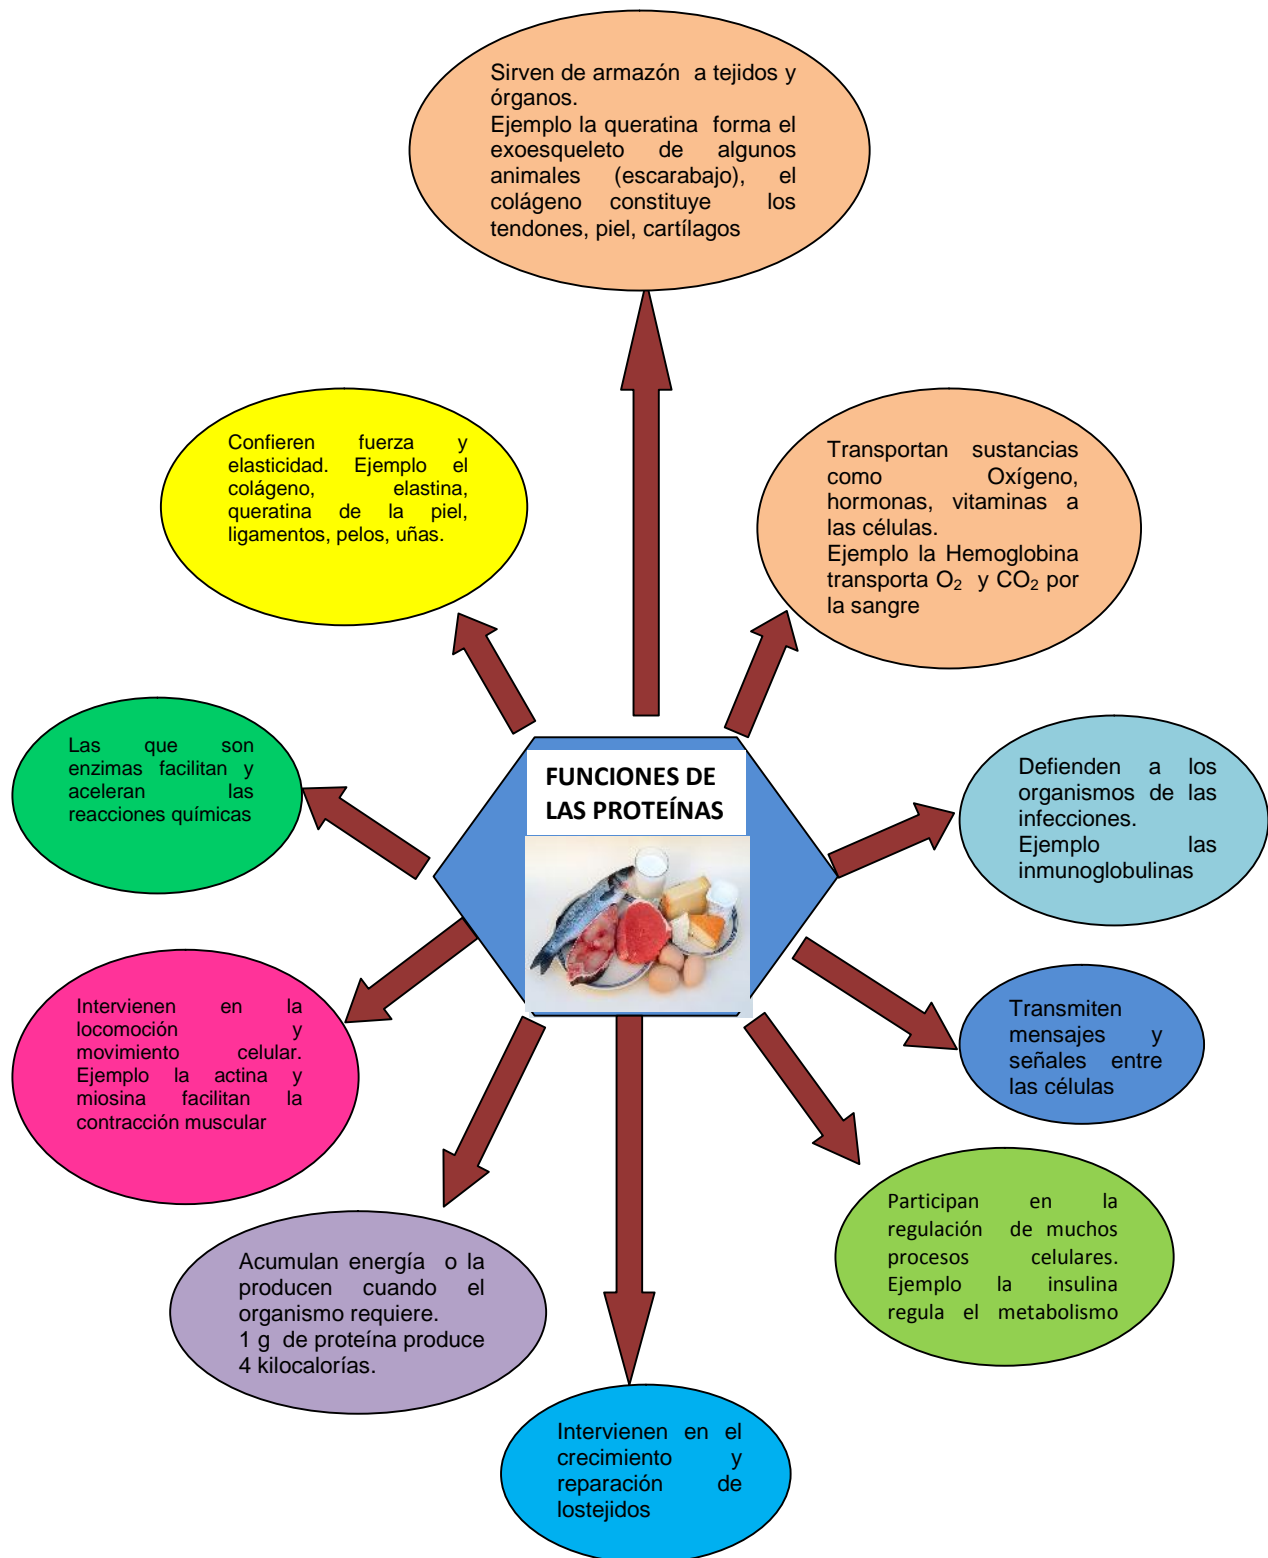 Sirven de armazón a tejidos y
órganos.
Ejemplo la queratina forma el
exoesqueleto de algunos
animales (escarabajo), el
colágeno constituye los
tendones, piel, cartílagos
Confieren fuerza y
elasticidad. Ejemplo el
colágeno, elastina,
queratina de la piel,
ligamentos, pelos, uñas.
Transportan sustancias
como Oxígeno,
hormonas, vitaminas a
las células.
Ejemplo la Hemoglobina
transporta O₂ y CO₂ por
la sangre
Las que son
enzimas facilitan y
aceleran las
reacciones químicas
FUNCIONES DE
LAS PROTEÍNAS
Defienden a los
organismos de las
infecciones.
Ejemplo las
inmunoglobulinas
Intervienen en la
locomoción y
movimiento celular.
Ejemplo la actina y
miosina facilitan la
contracción muscular
Transmiten
mensajes y
señales entre
las células
Participan en la
regulación de muchos
procesos celulares.
Ejemplo la insulina
regula el metabolismo
Acumulan energía o la
producen cuando el
organismo requiere.
1 g de proteína produce
4 kilocalorías.
Intervienen en el
crecimiento y
reparación de
lostejidos